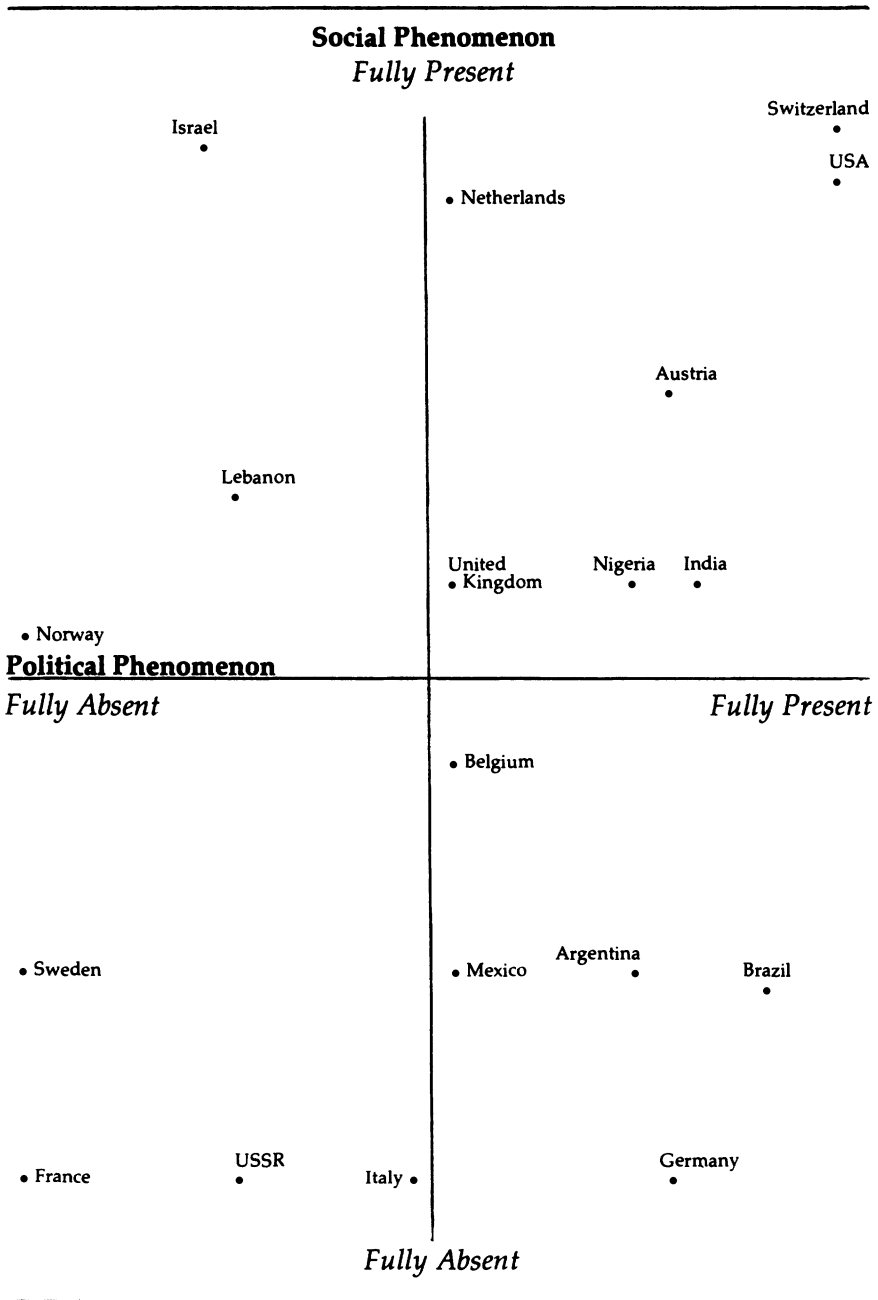 Social Phenomenon
Fully Present
Switzerland
Israel
USA
Netherlands
Austria
Lebanon
United
Kingdom
Nigeria
India
Norway
Political Phenomenon
Fully Absent
Fully Present
Belgium
Sweden
Mexico
Argentina
Brazil
France
USSR
Italy
Germany
Fully Absent